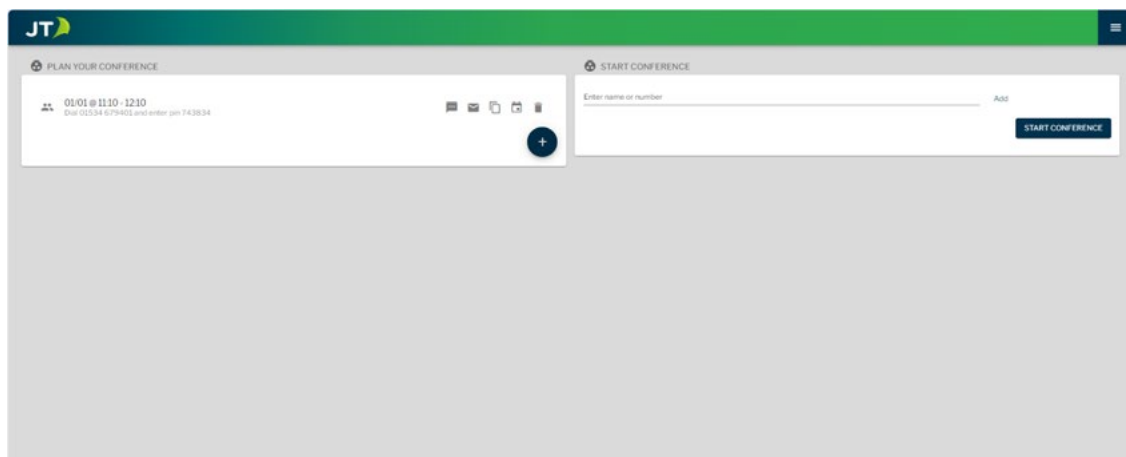 JT
PLAN YOUR CONFERENCE
01/01 @ 11:10 - 12:10
Dial 01534 679401 and enter pin 743834
START CONFERENCE
Enter name or number
Add
START CONFERENCE